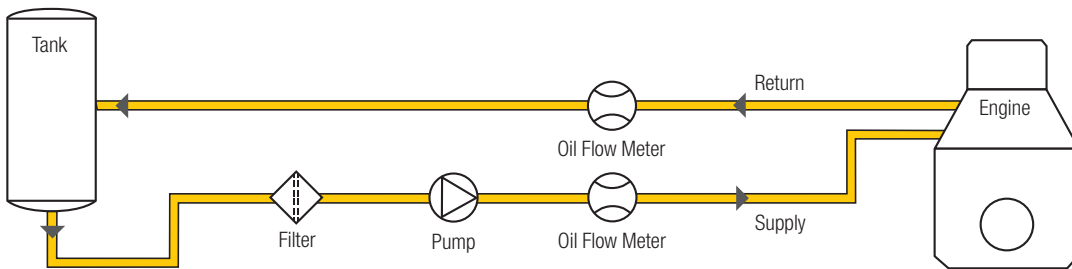 Tank
Return
Engine
Oil Flow Meter
Filter
Pump
Oil Flow Meter
Supply